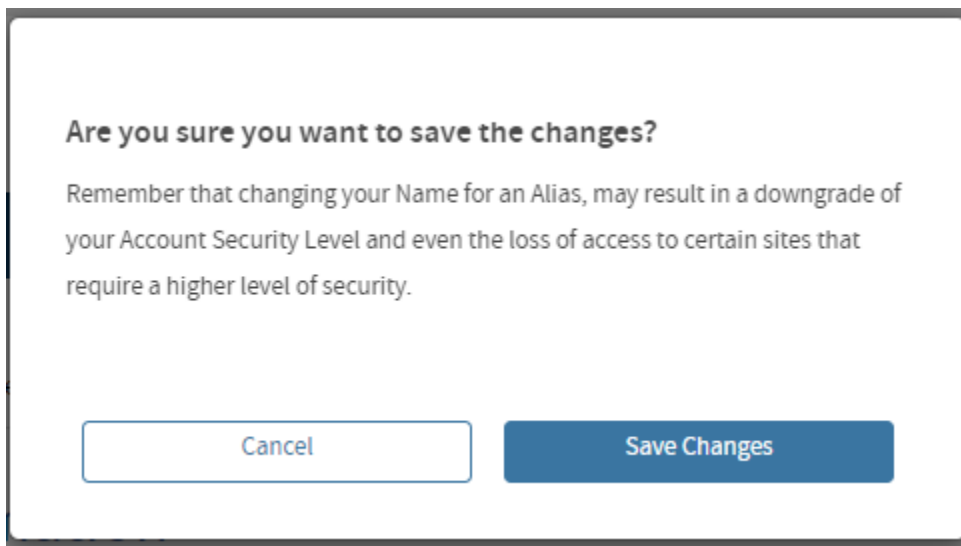 Are you sure you want to save the changes?
Remember that changing your Name for an Alias, may result in a downgrade of
your Account Security Level and even the loss of access to certain sites that
require a higher level of security.
Cancel
Save Changes